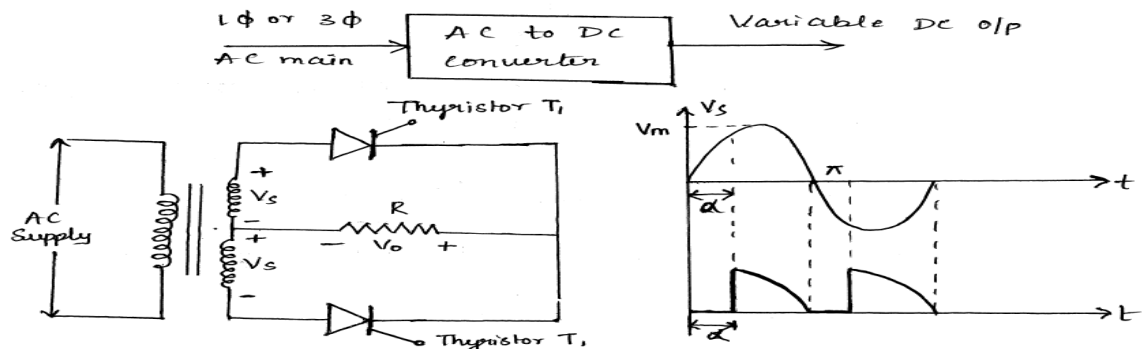 1ϕ or 3ϕ
AC main
AC to DC
converter
Variable DC o/p
Thyristor T₁
AC
Supply
+
Vs
-
+
Vs
-
R
- Vo +
Thyristor T₁
Vs
Vm
π
t
α
t
α